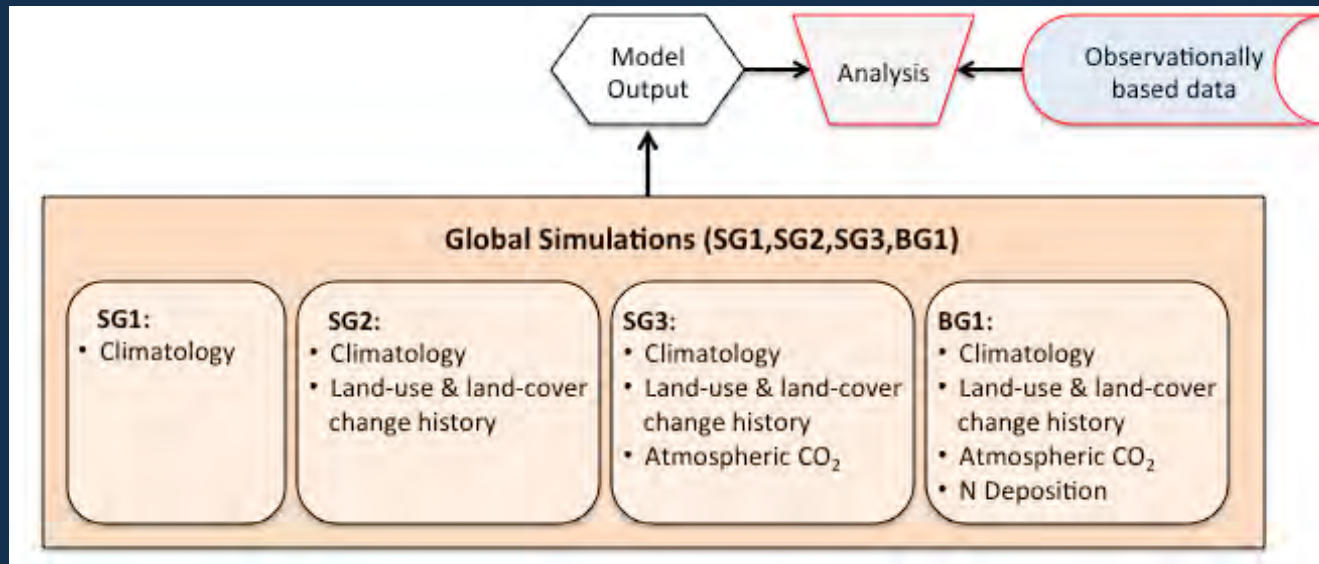 Model
Output
Analysis
Observationally
based data
Global Simulations (SG1,SG2,SG3,BG1)
SG1:
• Climatology
SG2:
• Climatology
• Land-use & land-cover
change history
SG3:
• Climatology
• Land-use & land-cover
change history
• Atmospheric CO₂
BG1:
• Climatology
• Land-use & land-cover
change history
• Atmospheric CO₂
• N Deposition